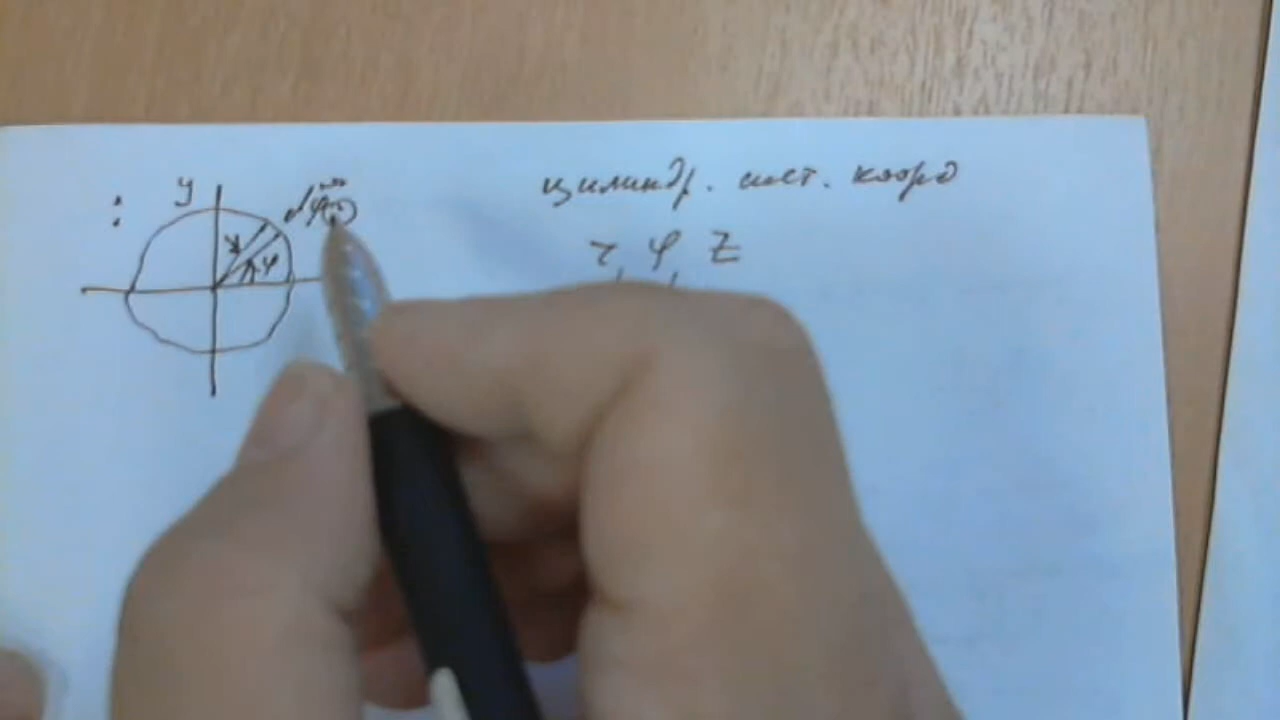 цилиндр. сист. коорд
y
r φ z
φ